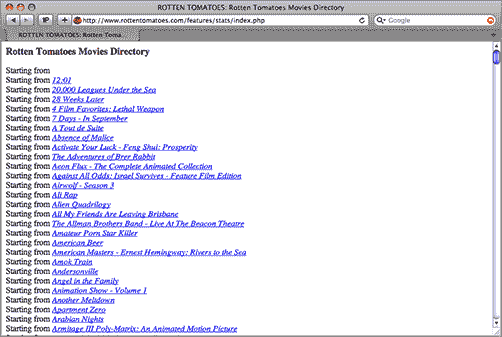 ROTTEN TOMATOES: Rotten Tomatoes Movies Directory
http://www.rottentomatoes.com/features/stats/index.php
Google
ROTTEN TOMATOES: Rotten Toma...
Rotten Tomatoes Movies Directory
Starting from
Starting from 12:01
Starting from 20,000 Leagues Under the Sea
Starting from 28 Weeks Later
Starting from 4 Film Favorites: Lethal Weapon
Starting from 7 Days - In September
Starting from A Tout de Suite
Starting from Absence of Malice
Starting from Activate Your Luck - Feng Shui: Prosperity
Starting from The Adventures of Brer Rabbit
Starting from Aeon Flux - The Complete Animated Collection
Starting from Against All Odds: Israel Survives - Feature Film Edition
Starting from Airwolf - Season 3
Starting from Ali Rap
Starting from Alien Quadrilogy
Starting from All My Friends Are Leaving Brisbane
Starting from The Allman Brothers Band - Live At The Beacon Theatre
Starting from Amateur Porn Star Killer
Starting from American Beer
Starting from American Masters - Ernest Hemingway: Rivers to the Sea
Starting from Amok Train
Starting from Andersonville
Starting from Angel in the Family
Starting from Animation Show - Volume 1
Starting from Another Meltdown
Starting from Apartment Zero
Starting from Arabian Nights
Starting from Armitage III Poly-Matrix: An Animated Motion Picture